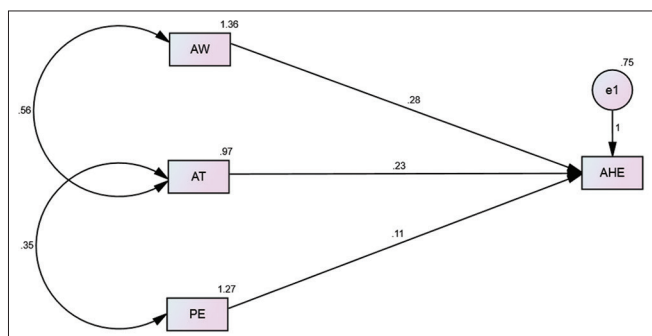 1.36
AW
.75
e1
.56
.28
1
.97
AT
.23
AHE
.35
.11
1.27
PE